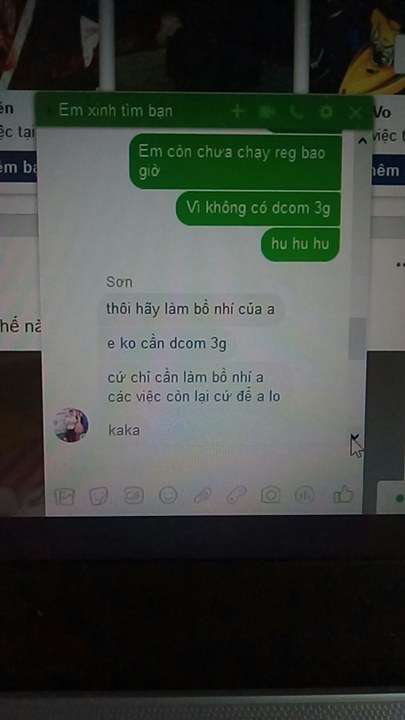 Vo
Em xinh tìm bạn
Em còn chưa chạy reg bao
giờ
Vì không có dcom 3g
hu hu hu
Sơn
thôi hãy làm bồ nhí của a
e ko cần dcom 3g
cứ chỉ cần làm bồ nhí a
các việc còn lại cứ để a lo
kaka